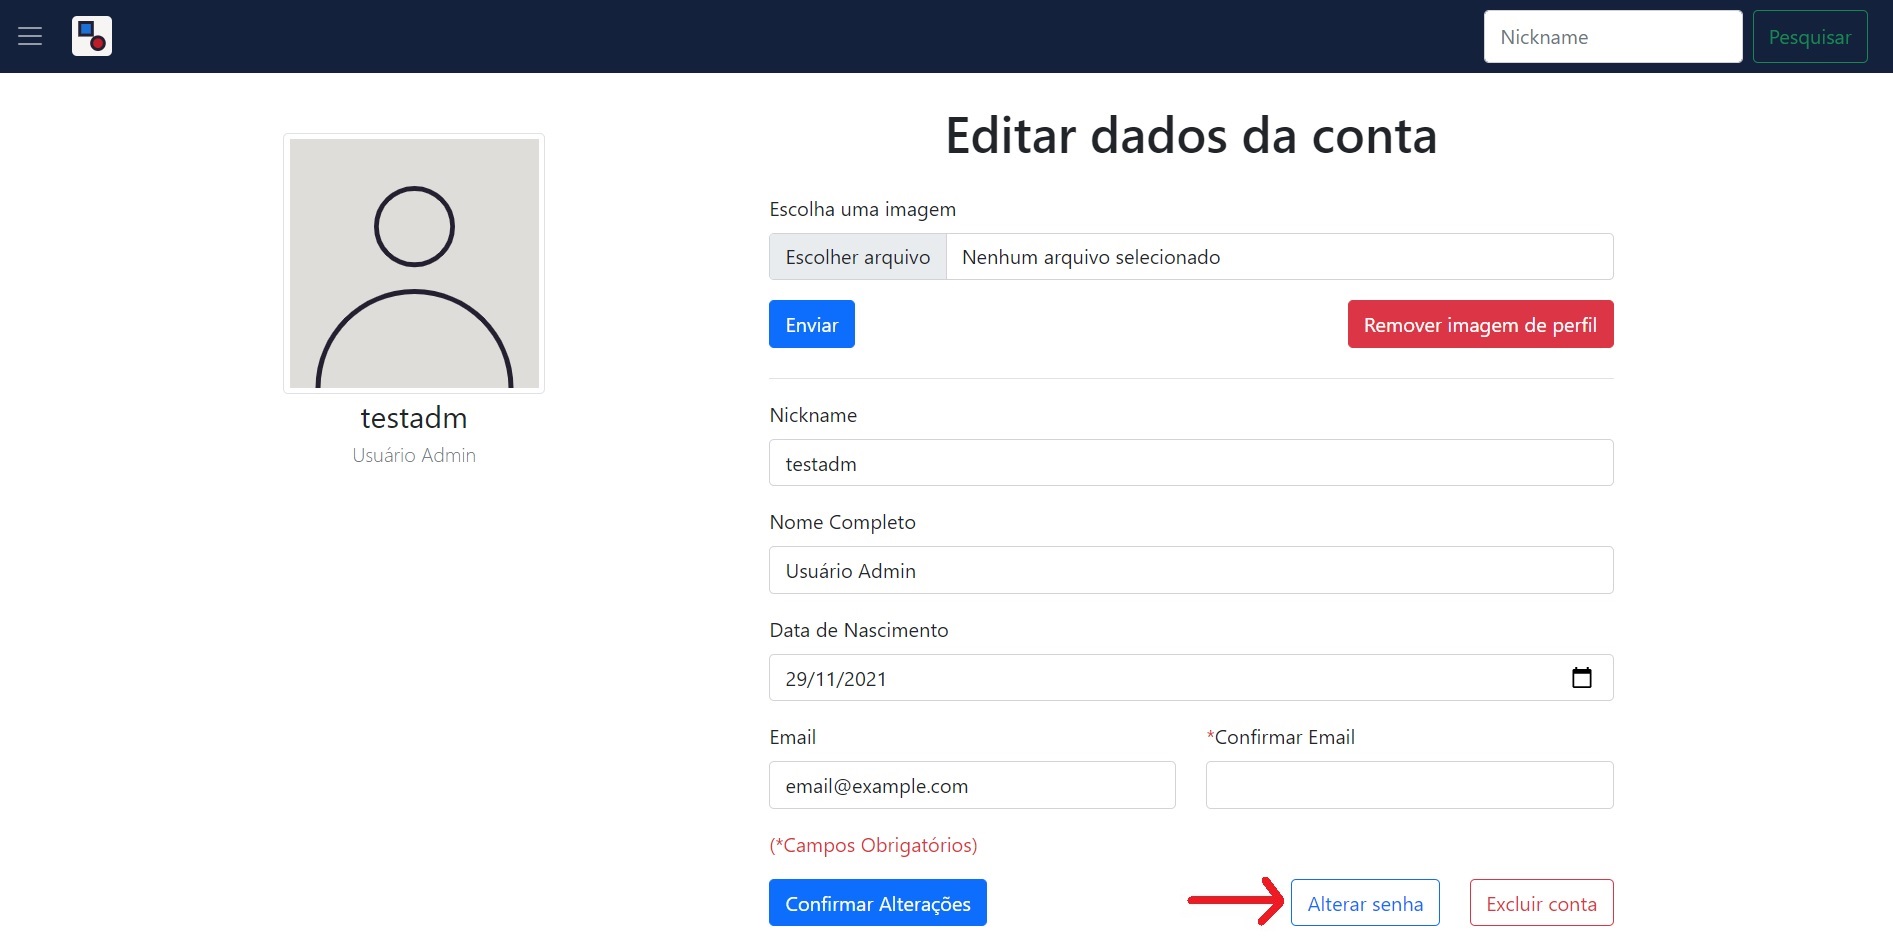 Nickname
Pesquisar
Editar dados da conta
testadm
Usuário Admin
Escolha uma imagem
Escolher arquivo Nenhum arquivo selecionado
Enviar Remover imagem de perfil
Nickname
testadm
Nome Completo
Usuário Admin
Data de Nascimento
29/11/2021
Email *Confirmar Email
email@example.com
(*Campos Obrigatórios)
Confirmar Alterações Alterar senha Excluir conta